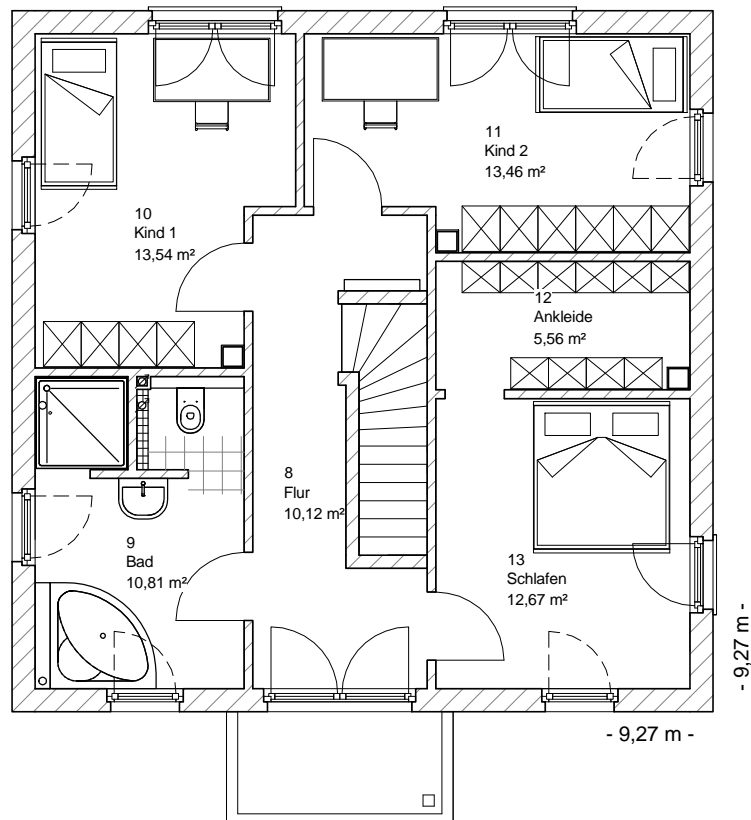 11
Kind 2
13,46 m²
10
Kind 1
13,54 m²
12
Ankleide
5,56 m²
8
Flur
10,12 m²
9
Bad
10,81 m²
13
Schlafen
12,67 m²
- 9,27 m -
- 9,27 m -